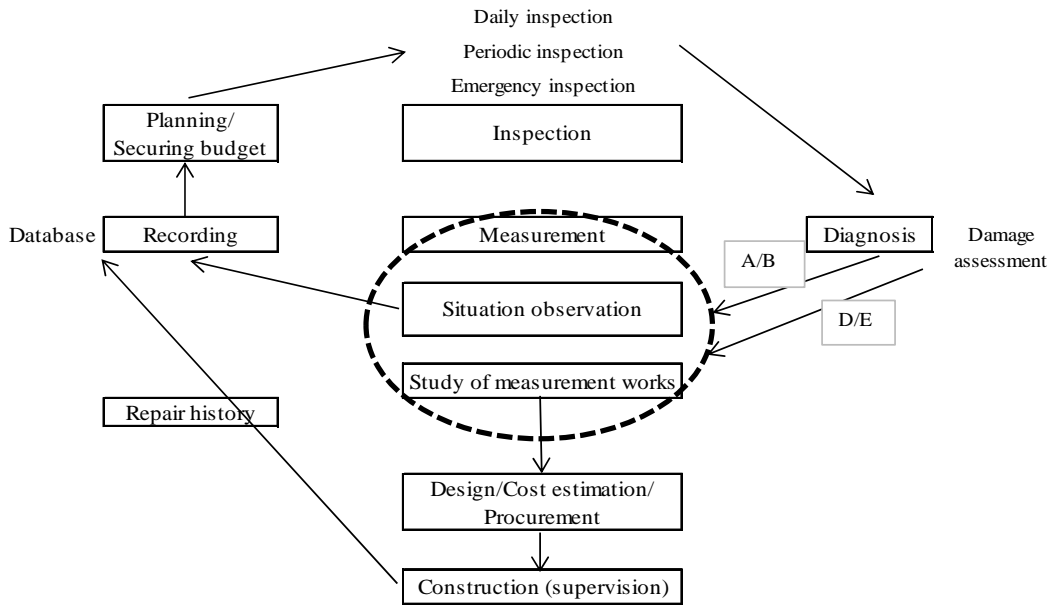 Daily inspection
Periodic inspection
Emergency inspection
Planning/
Securing budget
Inspection
Database
Recording
Measurement
Diagnosis
Damage
assessment
A/B
Situation observation
D/E
Study of measurement works
Repair history
Design/Cost estimation/
Procurement
Construction (supervision)